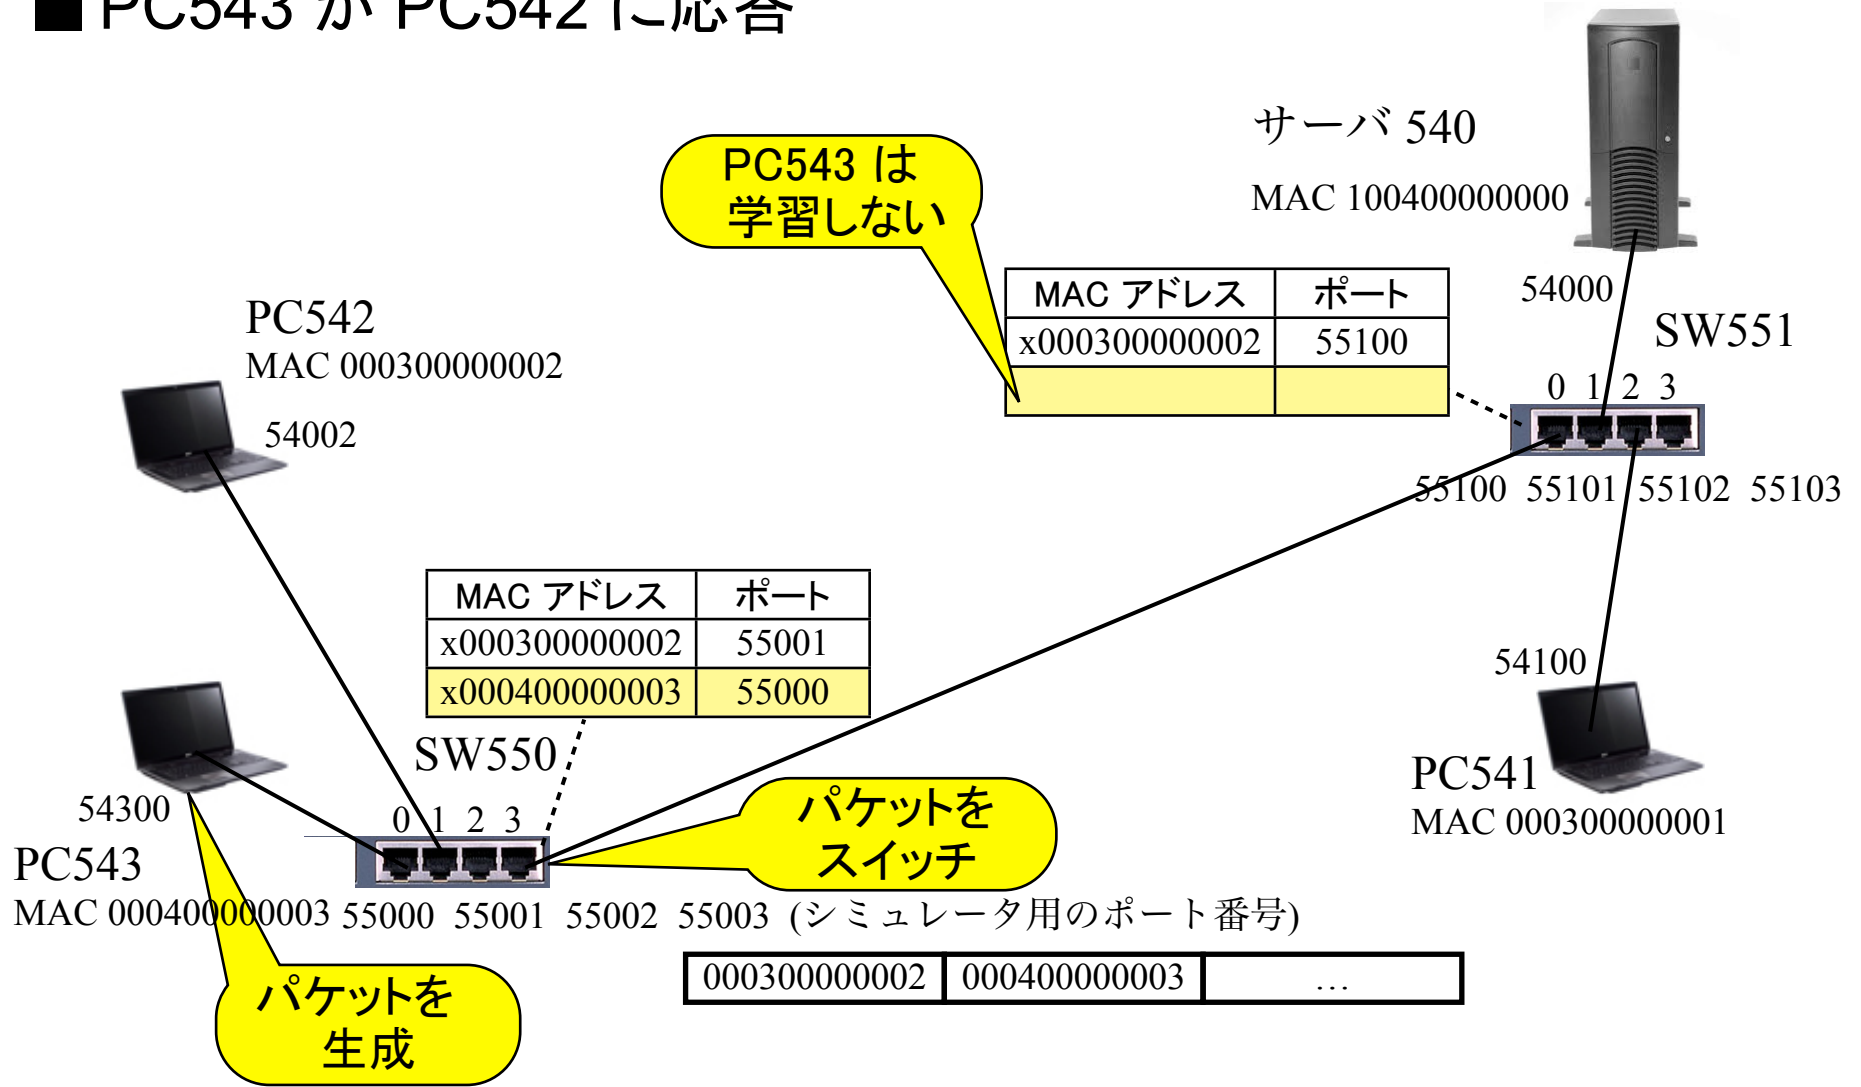 ■ PC543 が PC542 に応答
サーバ 540
MAC 100400000000
PC543 は
学習しない
54000
MAC アドレス ポート
x000300000002 55100
SW551
0 1 2 3
55100 55101 55102 55103
PC542
MAC 000300000002
54002
MAC アドレス ポート
x000300000002 55001
x000400000003 55000
SW550
54100
PC541
MAC 000300000001
パケットを
スイッチ
54300
0 1 2 3
PC543
MAC 000400000003 55000 55001 55002 55003 (シミュレータ用のポート番号)
000300000002 000400000003 …
パケットを
生成